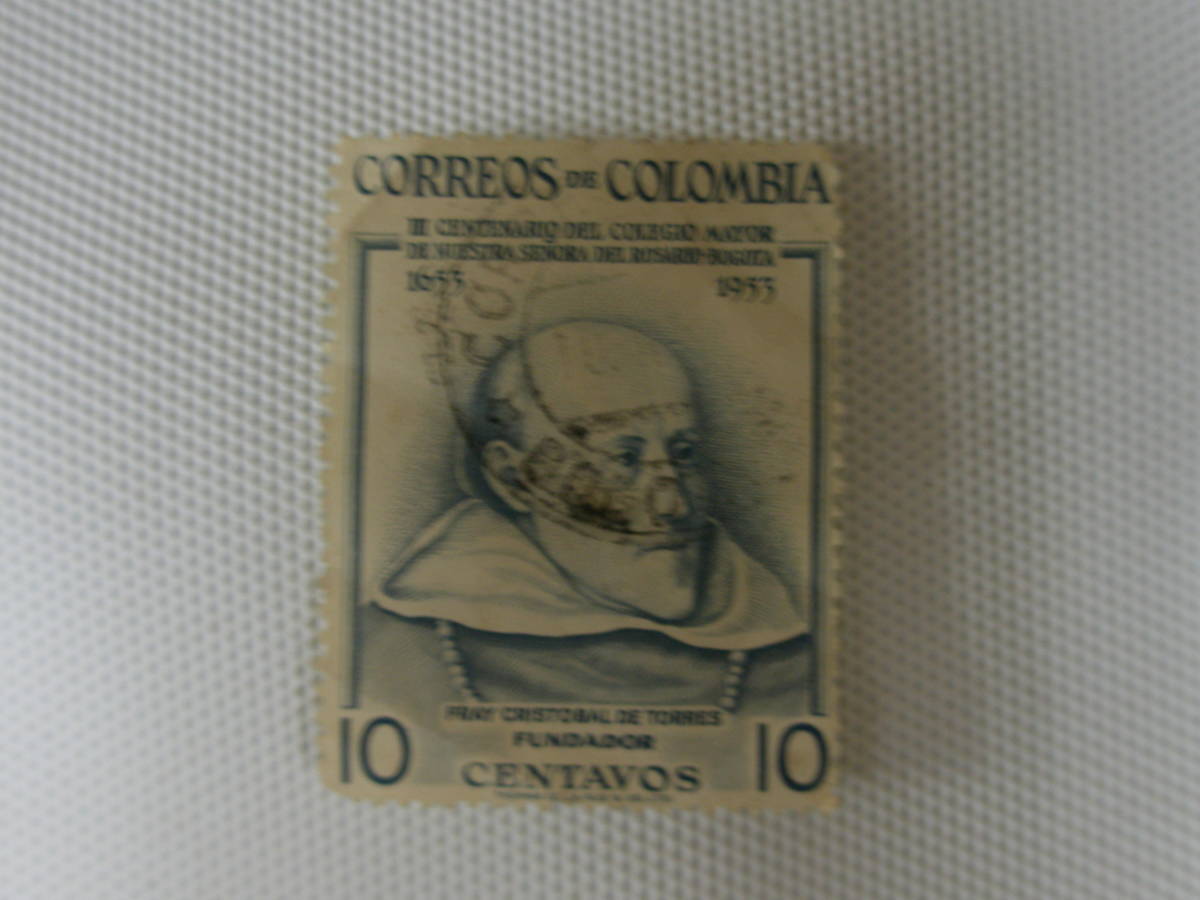 CORREOS DE COLOMBIA
III CENTENARIO DEL COLEGIO MAYOR
DE NUESTRA SEÑORA DEL ROSARIO-BOGOTA
1653 1953
FRAY CRISTOBAL DE TORRES
FUNDADOR
10 CENTAVOS 10